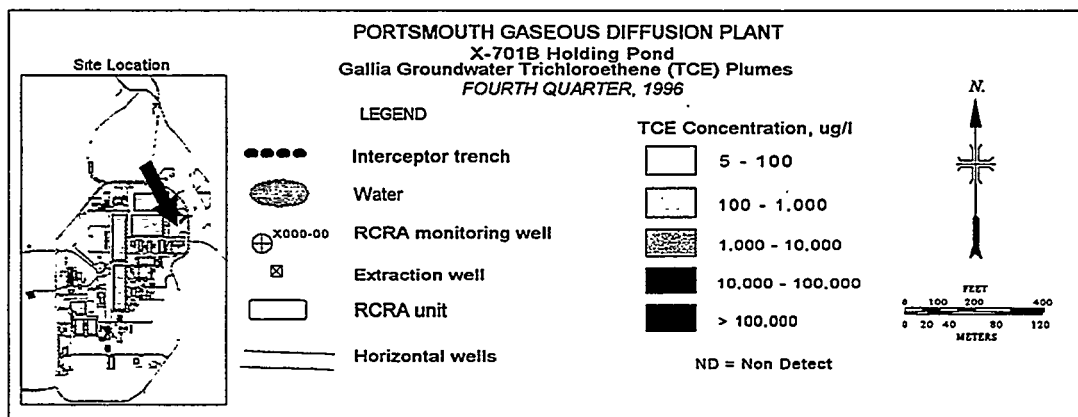 PORTSMOUTH GASEOUS DIFFUSION PLANT
X-701B Holding Pond
Gallia Groundwater Trichloroethene (TCE) Plumes
FOURTH QUARTER, 1996
Site Location
LEGEND
Interceptor trench
Water
X000-00
RCRA monitoring well
Extraction well
RCRA unit
Horizontal wells
TCE Concentration, ug/l
5 - 100
100 - 1,000
1,000 - 10,000
10,000 - 100,000
> 100,000
ND = Non Detect
N.
FEET
0 100 200 400
0 20 40 80 120
METERS